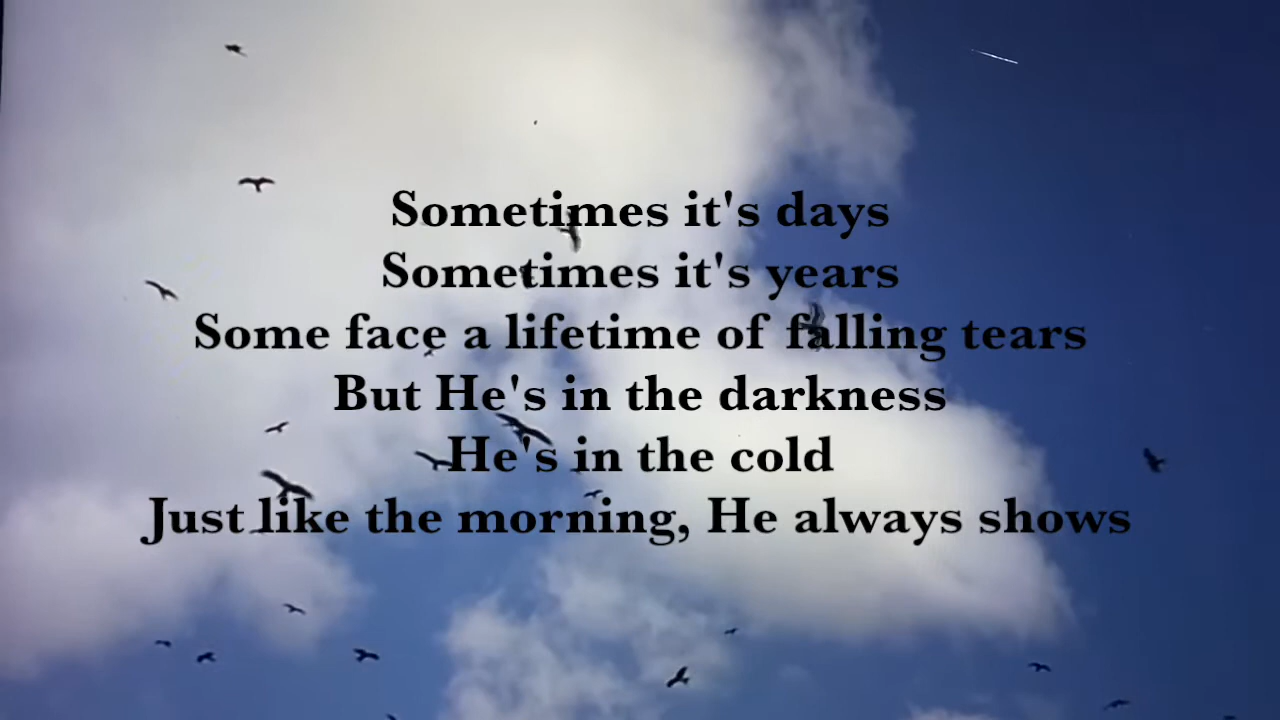 Sometimes it's days
Sometimes it's years
Some face a lifetime of falling tears
But He's in the darkness
He's in the cold
Just like the morning, He always shows